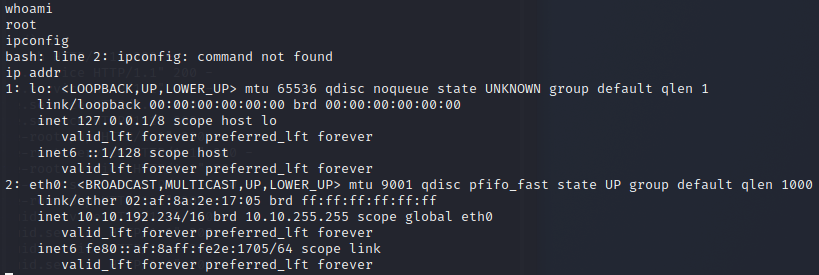 whoami
root
ipconfig
bash: line 2: ipconfig: command not found
ip addr
1: lo: <LOOPBACK,UP,LOWER_UP> mtu 65536 qdisc noqueue state UNKNOWN group default qlen 1
    link/loopback 00:00:00:00:00:00 brd 00:00:00:00:00:00
    inet 127.0.0.1/8 scope host lo
       valid_lft forever preferred_lft forever
    inet6 ::1/128 scope host
       valid_lft forever preferred_lft forever
2: eth0: <BROADCAST,MULTICAST,UP,LOWER_UP> mtu 9001 qdisc pfifo_fast state UP group default qlen 1000
    link/ether 02:af:8a:2e:17:05 brd ff:ff:ff:ff:ff:ff
    inet 10.10.192.234/16 brd 10.10.255.255 scope global eth0
       valid_lft forever preferred_lft forever
    inet6 fe80::af:8aff:fe2e:1705/64 scope link
       valid_lft forever preferred_lft forever